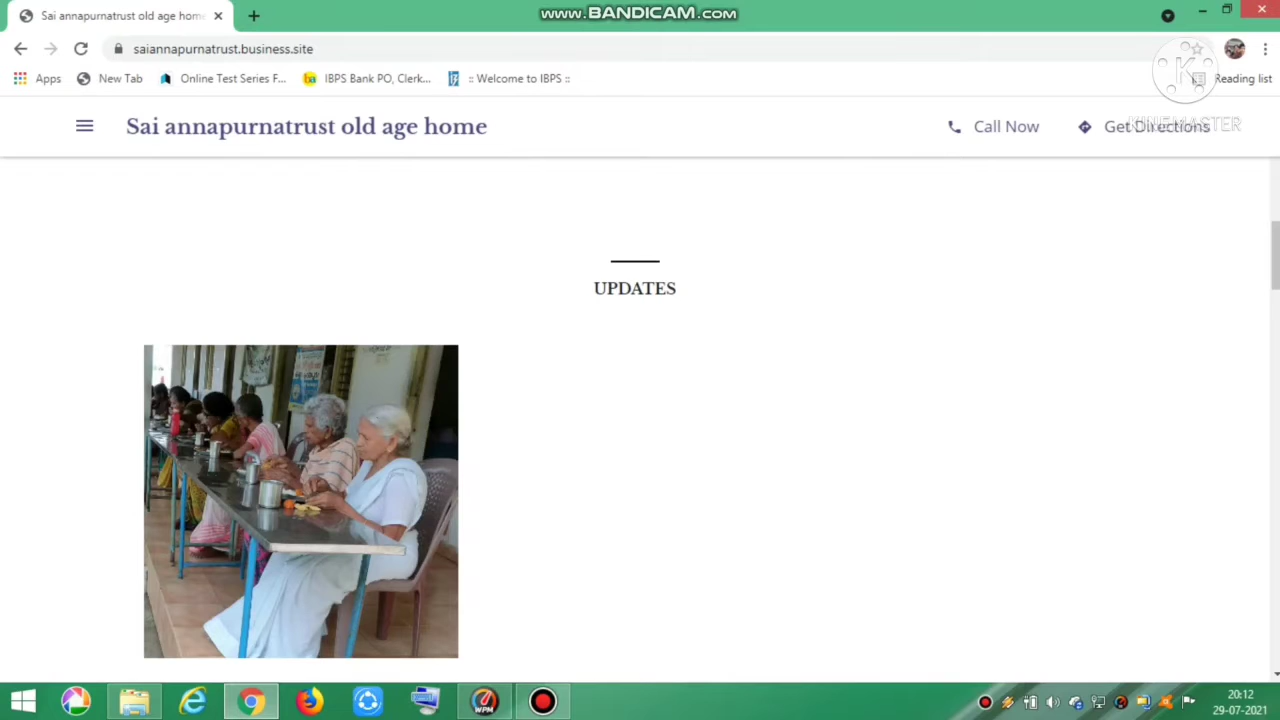 Sai annapurnatrust old age home
www.BANDICAM.com
saiannapurnatrust.business.site
Apps
New Tab
Online Test Series F...
IBPS Bank PO, Clerk...
:: Welcome to IBPS ::
Reading list
K
KINEMASTER
Sai annapurnatrust old age home
Call Now
Get Directions
UPDATES
WPM
20:12
29-07-2021